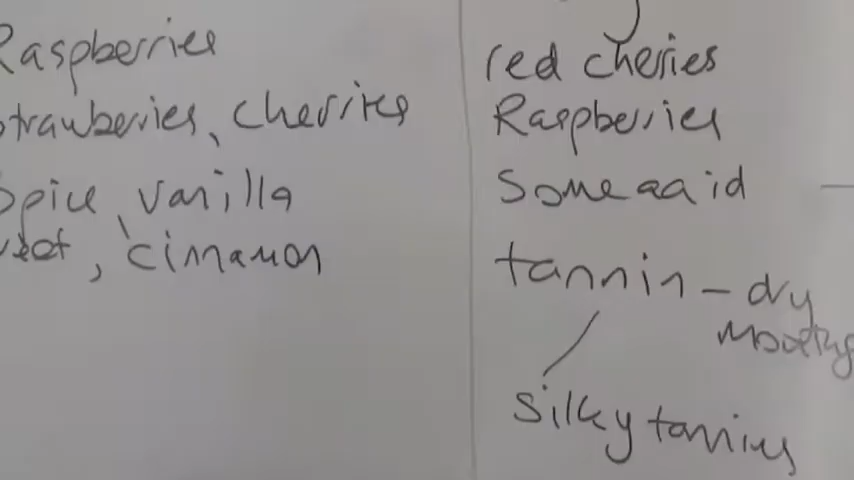 Raspberries
strawberries, cherries
Spice, vanilla
, cinnamon
red cherries
Raspberries
Some acid
tannin - dry
silky tannins